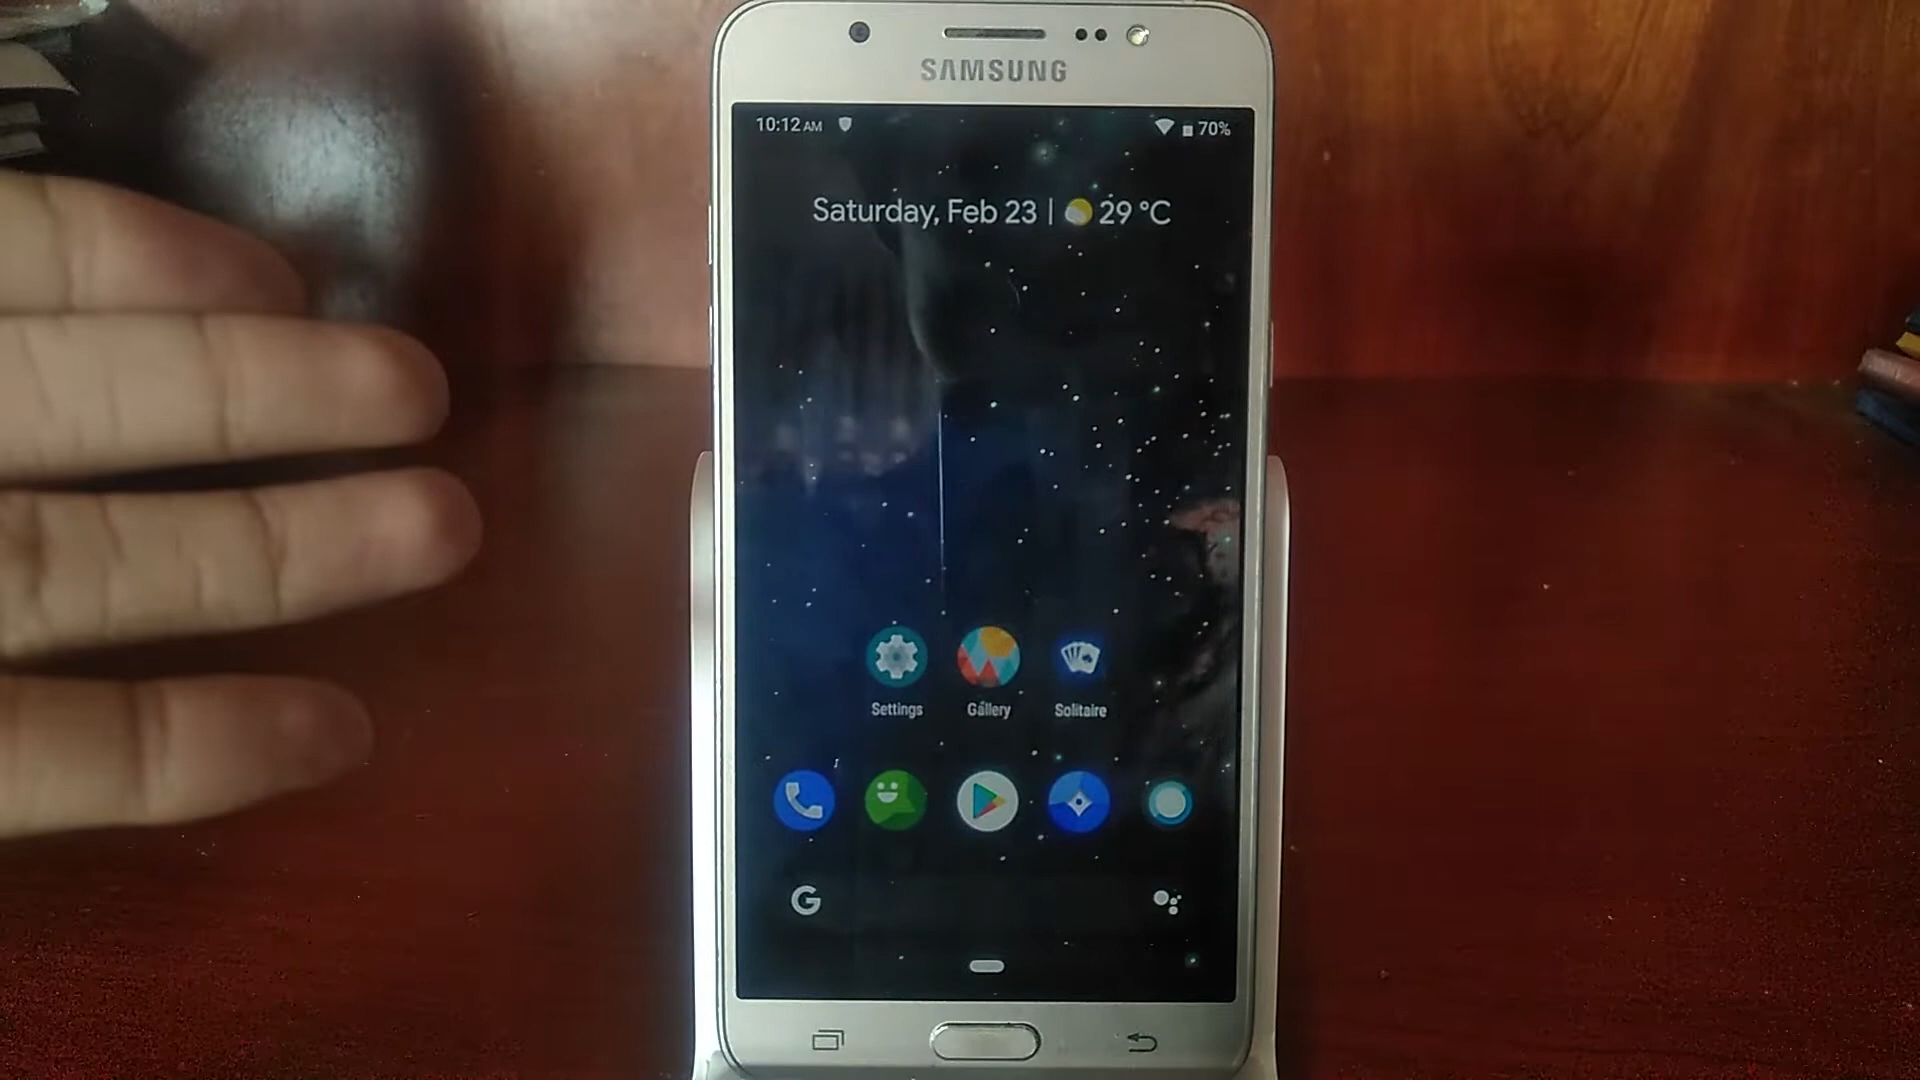 SAMSUNG
10:12 AM 70%
Saturday, Feb 23 | 29 °C
Settings Gallery Solitaire
G